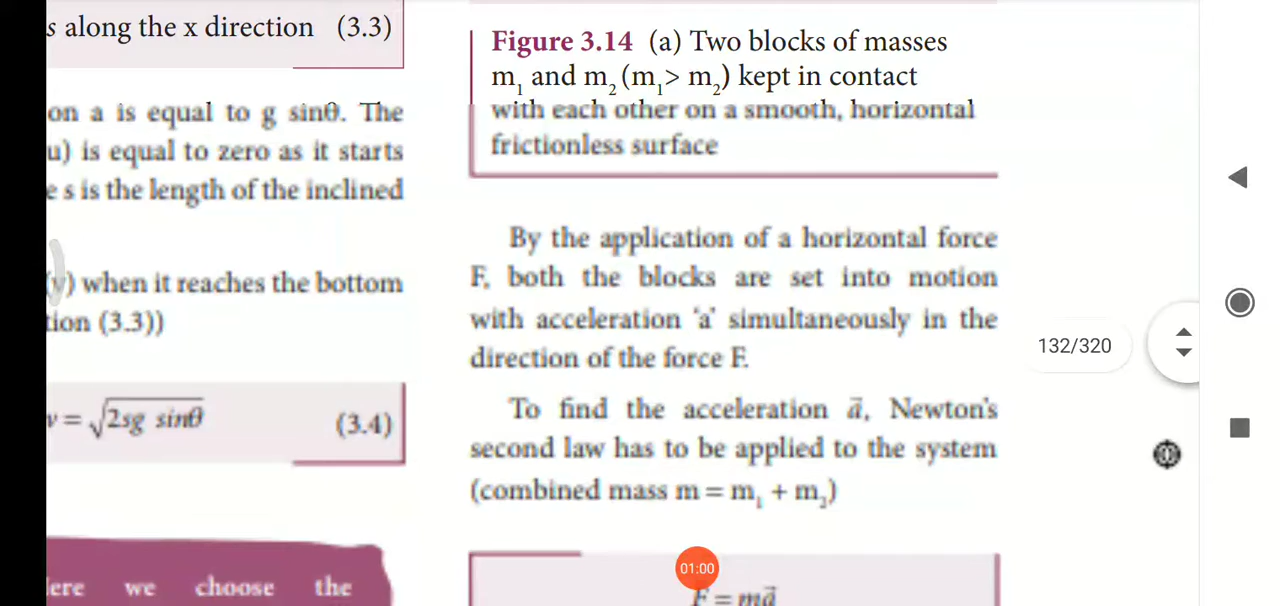 s along the x direction (3.3)
on a is equal to g sinθ. The
u) is equal to zero as it starts
e s is the length of the inclined
(v) when it reaches the bottom
tion (3.3))
v = √2sg sinθ (3.4)
Here we choose the
Figure 3.14 (a) Two blocks of masses
m₁ and m₂ (m₁> m₂) kept in contact
with each other on a smooth, horizontal
frictionless surface
By the application of a horizontal force
F, both the blocks are set into motion
with acceleration ‘a’ simultaneously in the
direction of the force F.
To find the acceleration a⃗, Newton’s
second law has to be applied to the system
(combined mass m = m₁ + m₂)
F⃗ = ma⃗
01:00
132/320